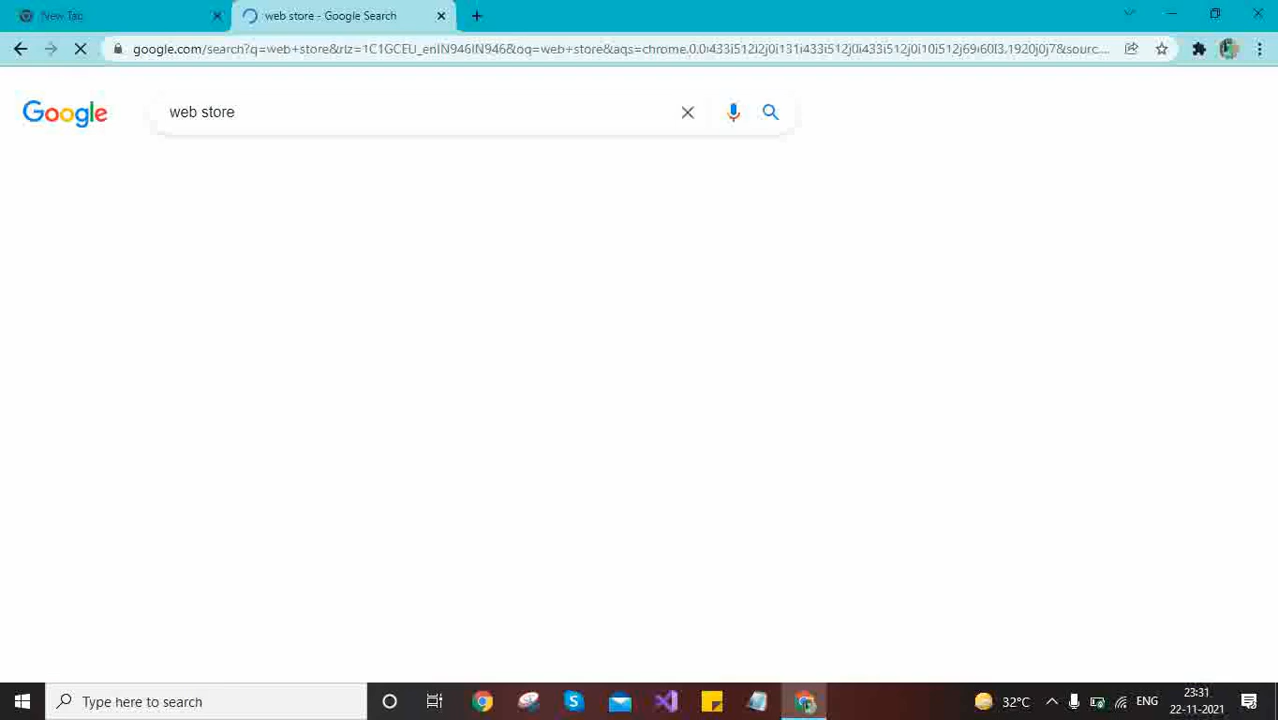 New Tab
web store - Google Search
google.com/search?q=web+store&rlz=1C1GCEU_enIN946IN946&oq=web+store&aqs=chrome.0.0i433i512l2j0i131i433i512j0i433i512j0i10i512j69i60l3.1920j0j7&sourc...
Google
web store
Type here to search
32°C
ENG
23:31
22-11-2021